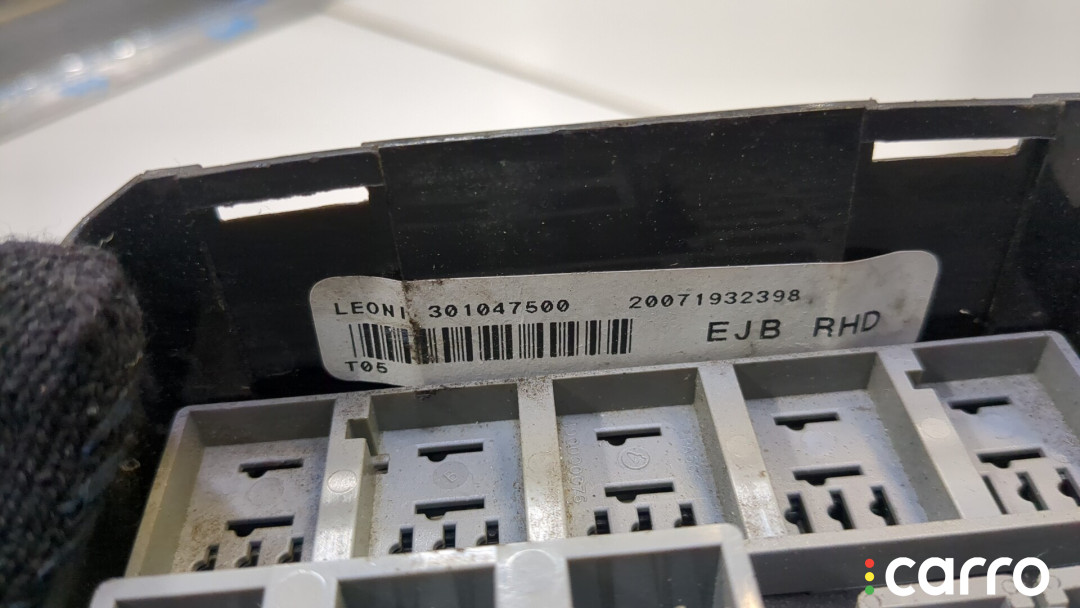 LEONI 301047500 20071932398
EJB RHD
T05
carro